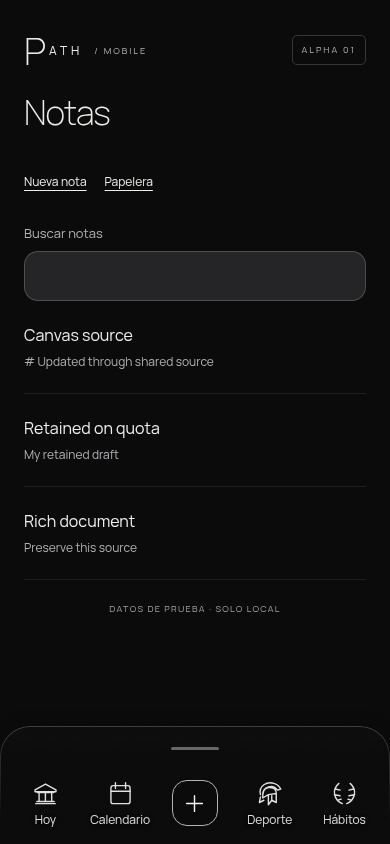 PATH / MOBILE
ALPHA 01
Notas
Nueva nota Papelera
Buscar notas
Canvas source
# Updated through shared source
Retained on quota
My retained draft
Rich document
Preserve this source
DATOS DE PRUEBA · SOLO LOCAL
Hoy Calendario Deporte Hábitos